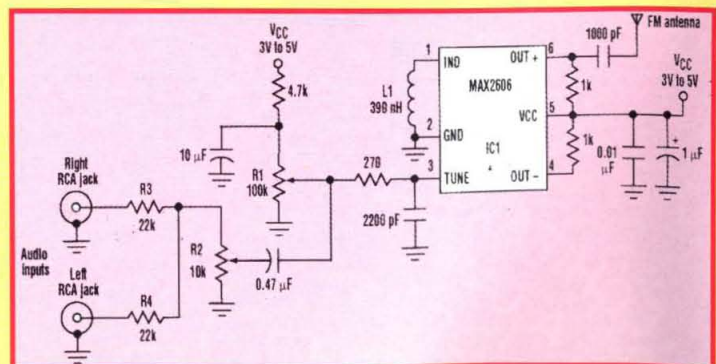 VCC
3V to 5V
4.7k
10 µF
R1
100k
Right
RCA jack
R3
22k
Audio
inputs
Left
RCA jack
R4
22k
R2
10k
0.47 µF
270
2200 pF
L1
390 nH
1
IND
2
GND
3
TUNE
MAX2606
IC1
OUT +
6
VCC
5
OUT –
4
1000 pF
FM antenna
1k
1k
VCC
3V to 5V
0.01
µF
+
1 µF